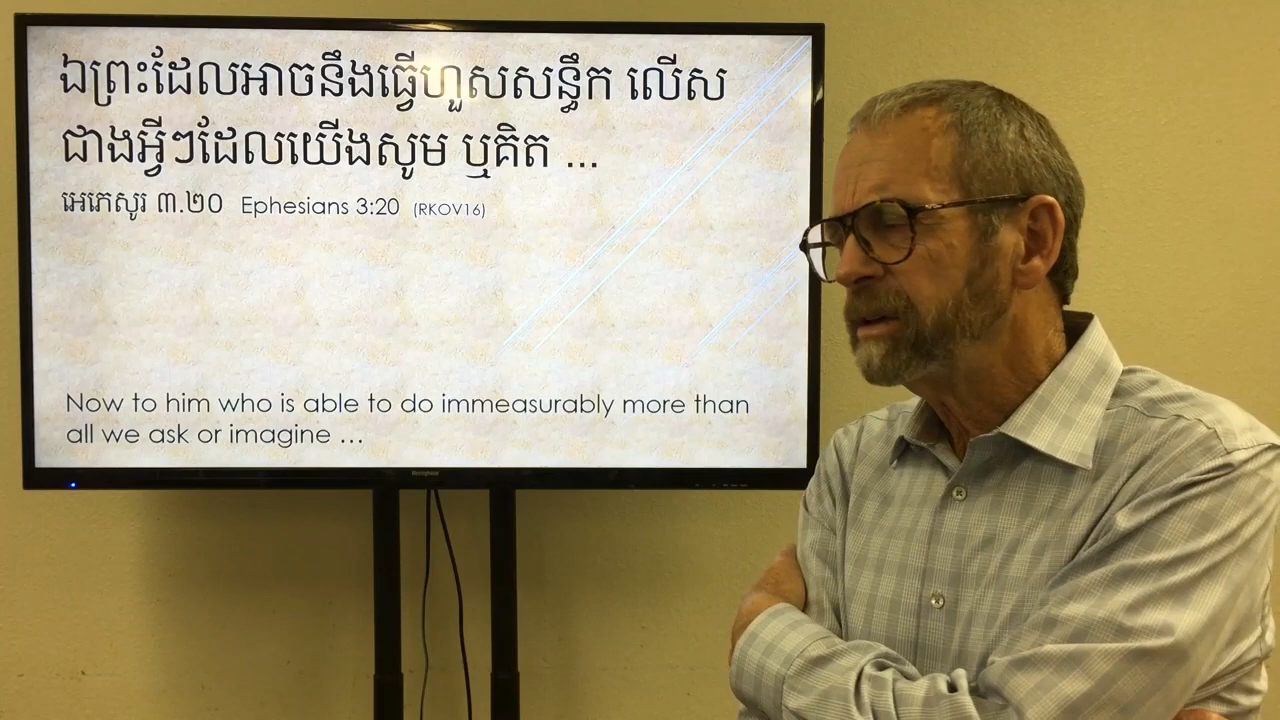 ឯព្រះដែលអាចនឹងធ្វើហួសសន្ធឹក លើស
ជាងអ្វីៗដែលយើងសូម ឬគិត ...
អេភេសូរ ៣.២០ Ephesians 3:20 (RKOV16)
Now to him who is able to do immeasurably more than
all we ask or imagine ...
Westinghouse